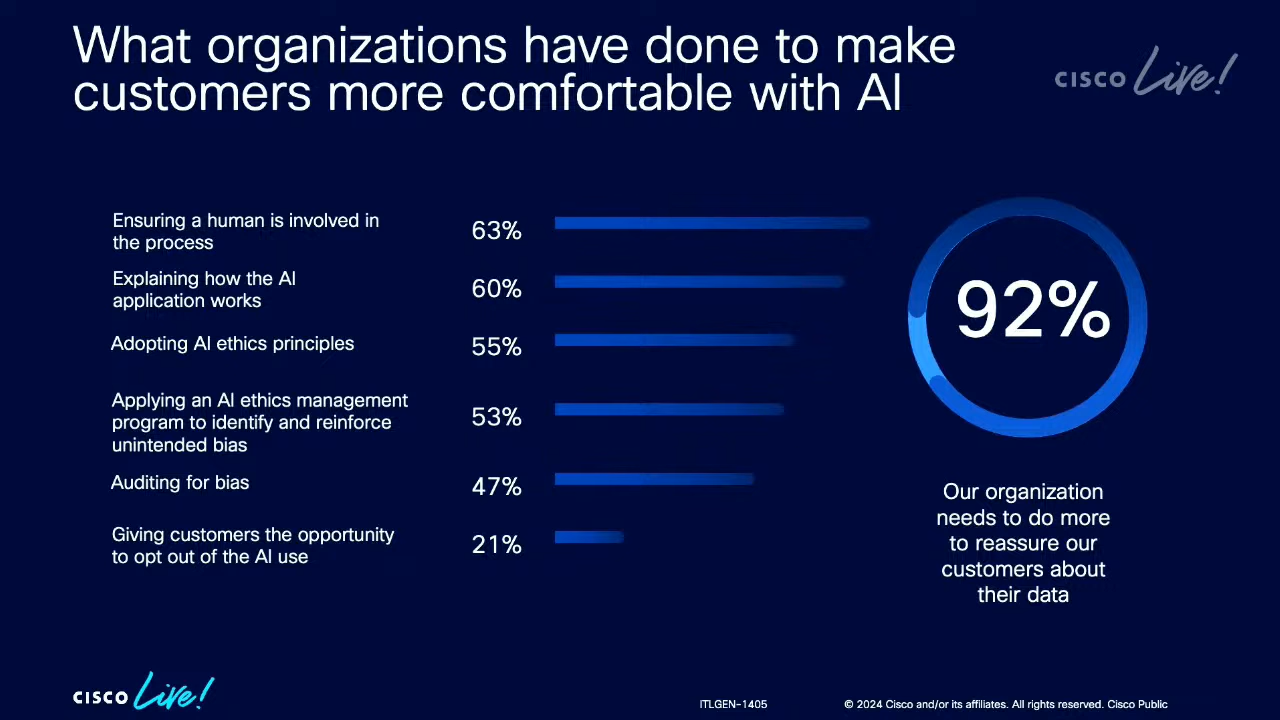 What organizations have done to make
customers more comfortable with AI
CISCO Live!
Ensuring a human is involved in
the process
63%
Explaining how the AI
application works
60%
Adopting AI ethics principles
55%
Applying an AI ethics management
program to identify and reinforce
unintended bias
53%
Auditing for bias
47%
Giving customers the opportunity
to opt out of the AI use
21%
92%
Our organization
needs to do more
to reassure our
customers about
their data
CISCO Live!
ITLGEN-1405
© 2024 Cisco and/or its affiliates. All rights reserved. Cisco Public